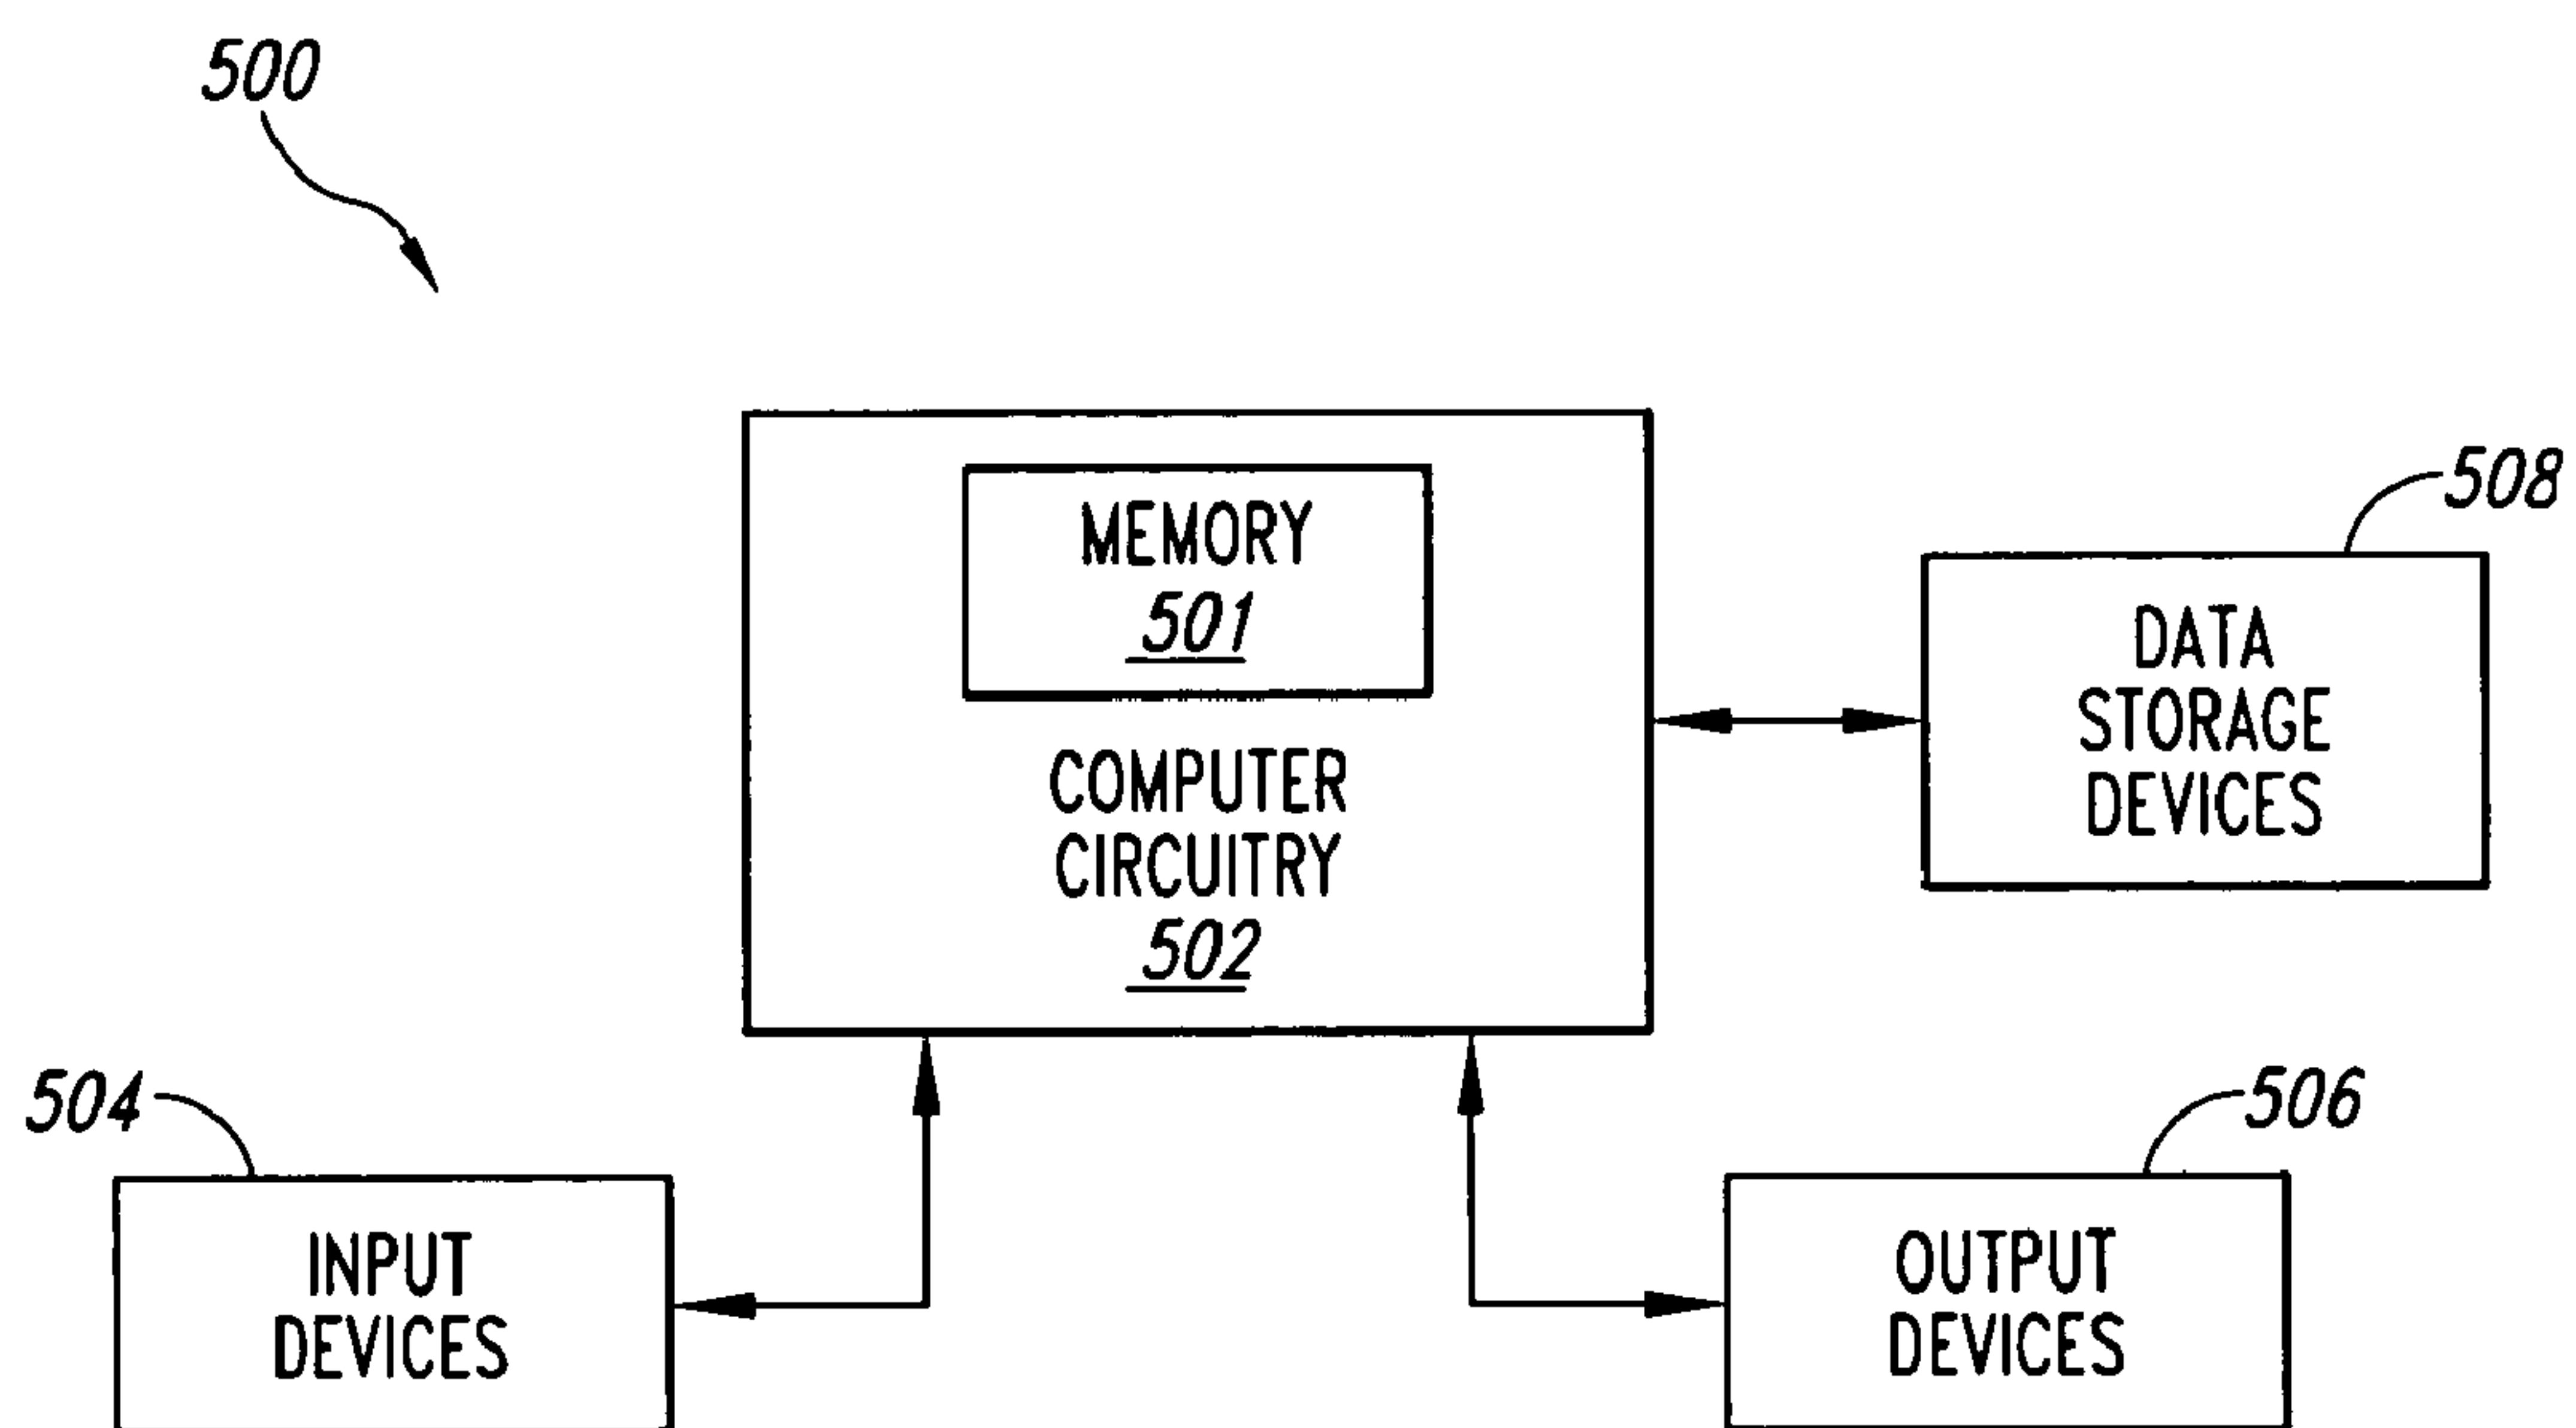 500
MEMORY
501
COMPUTER
CIRCUITRY
502
508
DATA
STORAGE
DEVICES
504
INPUT
DEVICES
506
OUTPUT
DEVICES